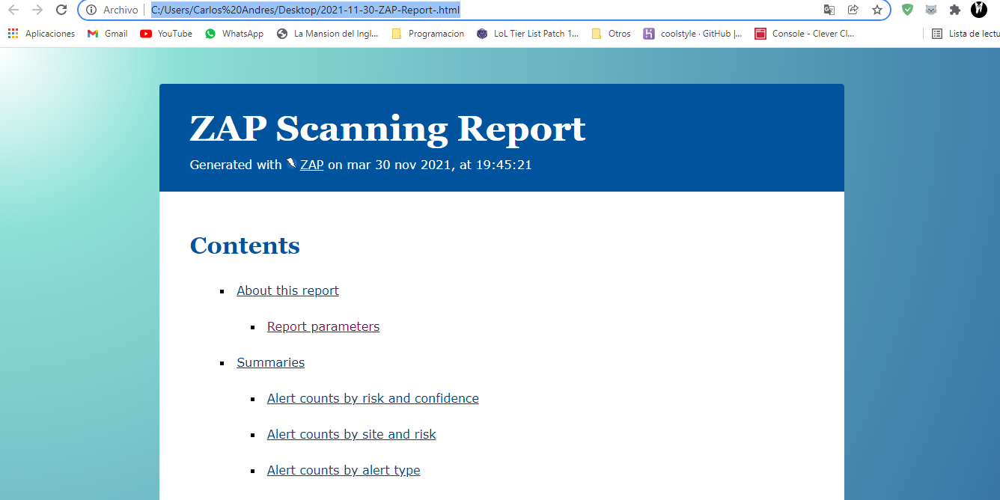 Archivo C:/Users/Carlos%20Andres/Desktop/2021-11-30-ZAP-Report-.html
Aplicaciones Gmail YouTube WhatsApp La Mansion del Ingl... Programacion LoL Tier List Patch 1... Otros coolstyle · GitHub |... Console - Clever Cl... Lista de lectu
ZAP Scanning Report
Generated with ZAP on mar 30 nov 2021, at 19:45:21
Contents
About this report
Report parameters
Summaries
Alert counts by risk and confidence
Alert counts by site and risk
Alert counts by alert type